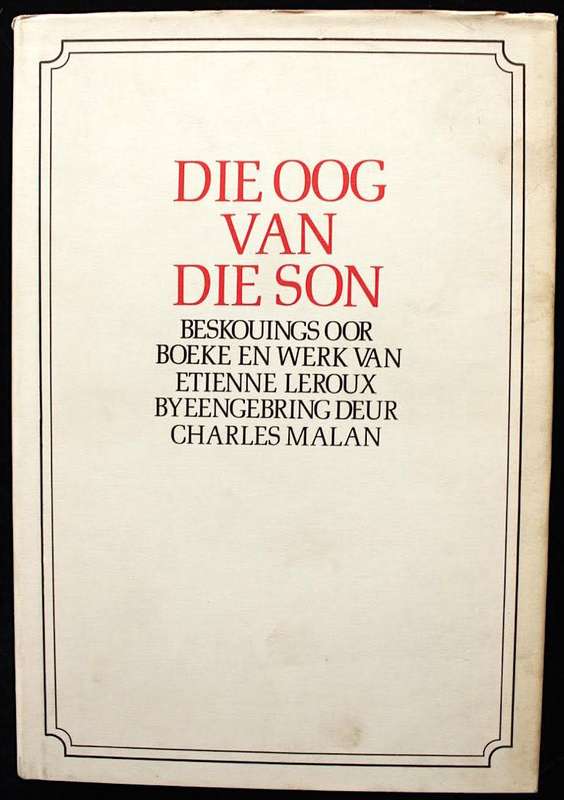 DIE OOG
VAN
DIE SON
BESKOUINGS OOR
BOEKE EN WERK VAN
ETIENNE LEROUX
BYEENGEBRING DEUR
CHARLES MALAN